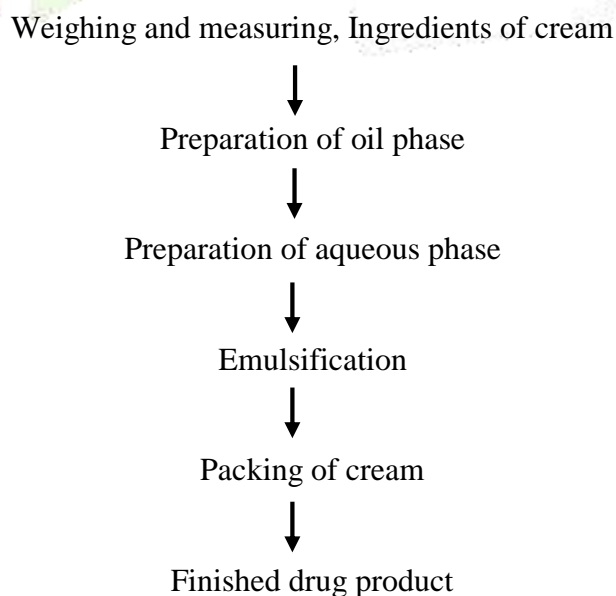 Weighing and measuring, Ingredients of cream
Preparation of oil phase
Preparation of aqueous phase
Emulsification
Packing of cream
Finished drug product